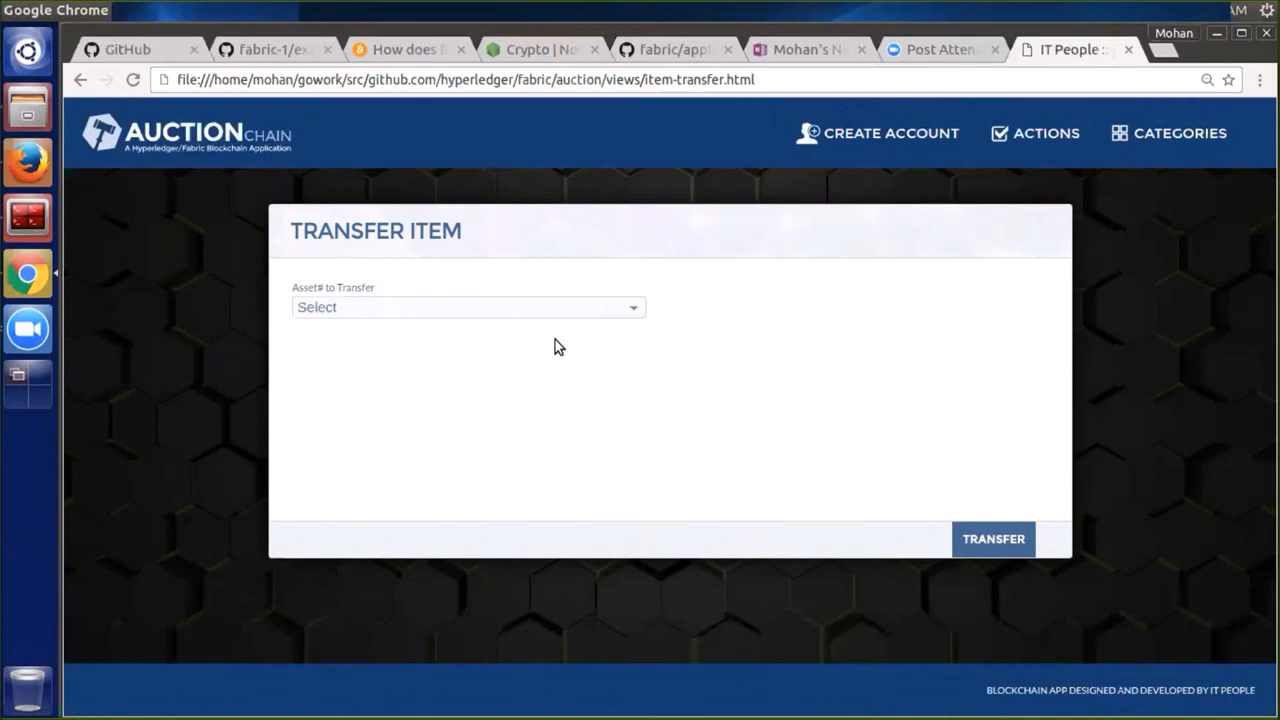 Google Chrome
AM
Mohan
GitHub
fabric-1/ex
How does
Crypto | No
fabric/app
Mohan's N
Post Atten
IT People ::
file:///home/mohan/gowork/src/github.com/hyperledger/fabric/auction/views/item-transfer.html
AUCTIONCHAIN
A Hyperledger/Fabric Blockchain Application
CREATE ACCOUNT
ACTIONS
CATEGORIES
TRANSFER ITEM
Asset# to Transfer
Select
TRANSFER
BLOCKCHAIN APP DESIGNED AND DEVELOPED BY IT PEOPLE